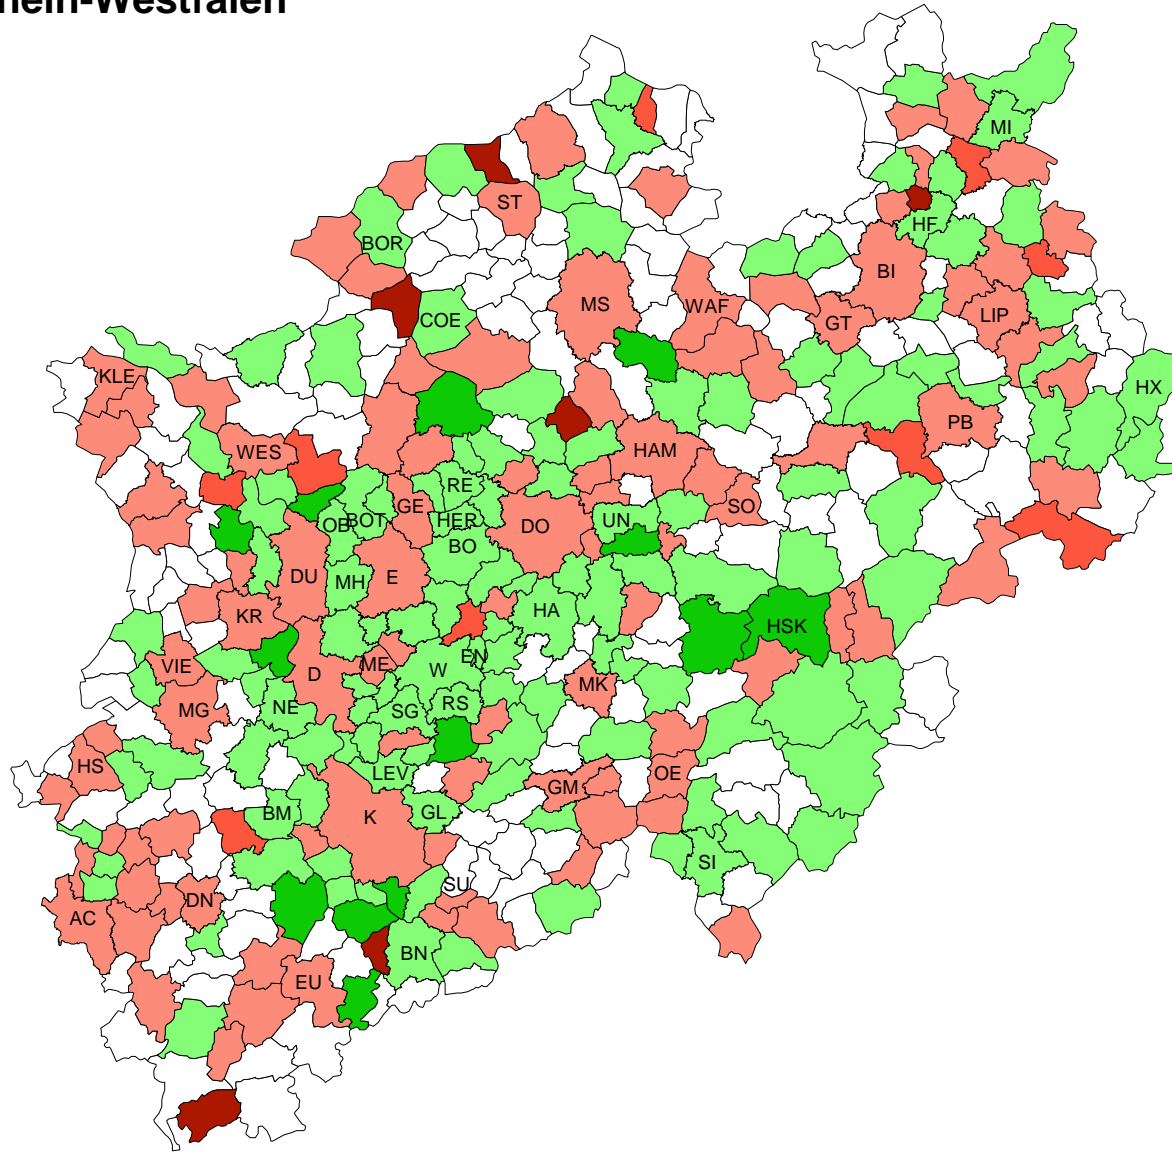 hein-Westfalen
MI
ST
HF
BOR
BI
MS
WAF
LIP
COE
GT
KLE
HX
PB
WES
HAM
RE
GE
SO
BOT
HER
UN
OB
DO
BO
DU
MH
E
HA
KR
HSK
EN
ME
VIE
W
D
MK
RS
NE
MG
SG
HS
LEV
OE
GM
BM
GL
K
SI
SU
DN
AC
BN
EU